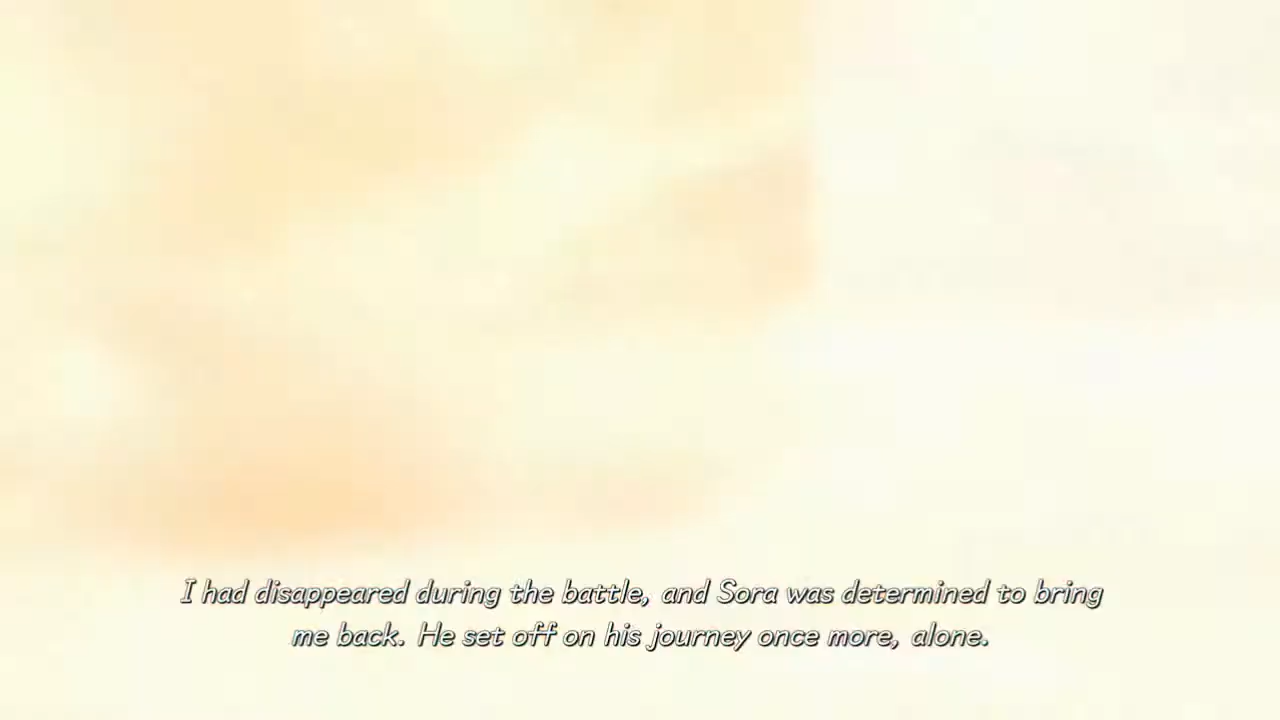 I had disappeared during the battle, and Sora was determined to bring
me back. He set off on his journey once more, alone.